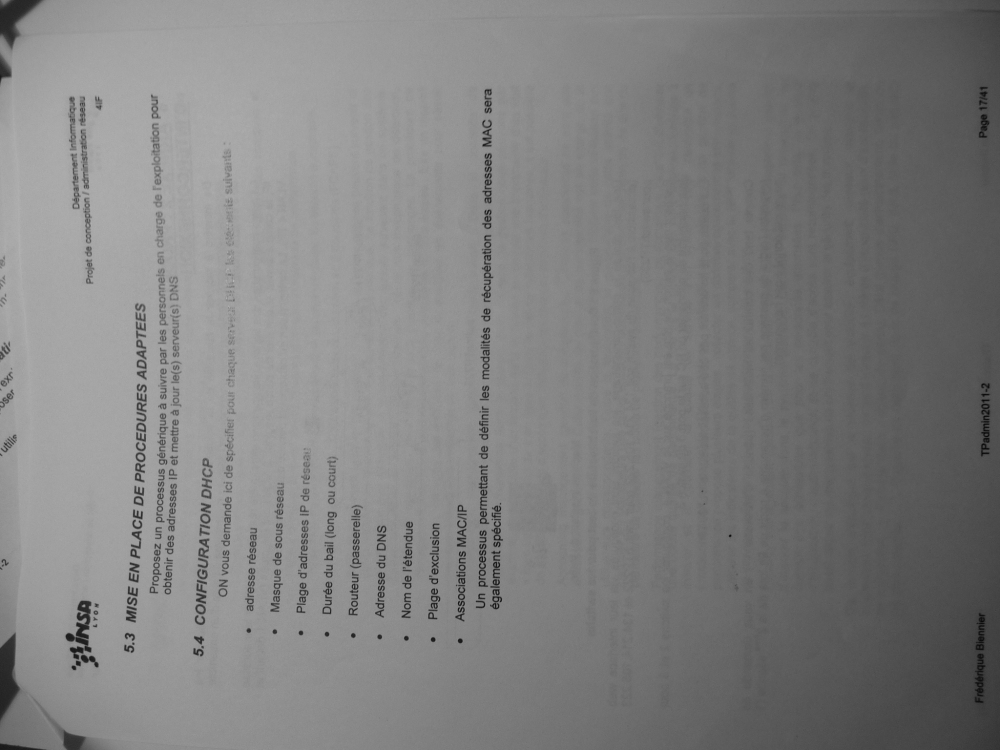 INSA
LYON
Département Informatique
Projet de conception / administration réseau
4IF
5.3 MISE EN PLACE DE PROCEDURES ADAPTEES
Proposez un processus générique à suivre par les personnels en charge de l'exploitation pour
obtenir des adresses IP et mettre à jour le(s) serveur(s) DNS
5.4 CONFIGURATION DHCP
ON vous demande ici de spécifier pour chaque serveur DHCP les éléments suivants :
• adresse réseau
• Masque de sous réseau
• Plage d'adresses IP de réseau
• Durée du bail (long ou court)
• Routeur (passerelle)
• Adresse du DNS
• Nom de l'étendue
• Plage d'exclusion
• Associations MAC/IP
Un processus permettant de définir les modalités de récupération des adresses MAC sera
également spécifié.
Frédérique Biennier
TPadmin2011-2
Page 17/41